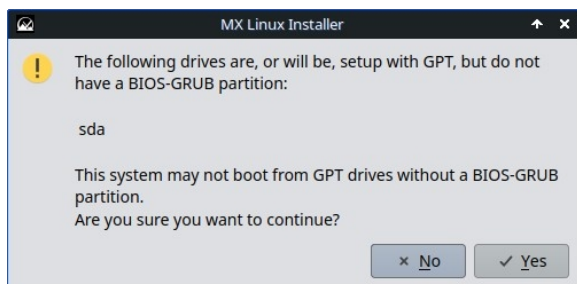 MX Linux Installer
The following drives are, or will be, setup with GPT, but do not
have a BIOS-GRUB partition:
sda
This system may not boot from GPT drives without a BIOS-GRUB
partition.
Are you sure you want to continue?
No
Yes